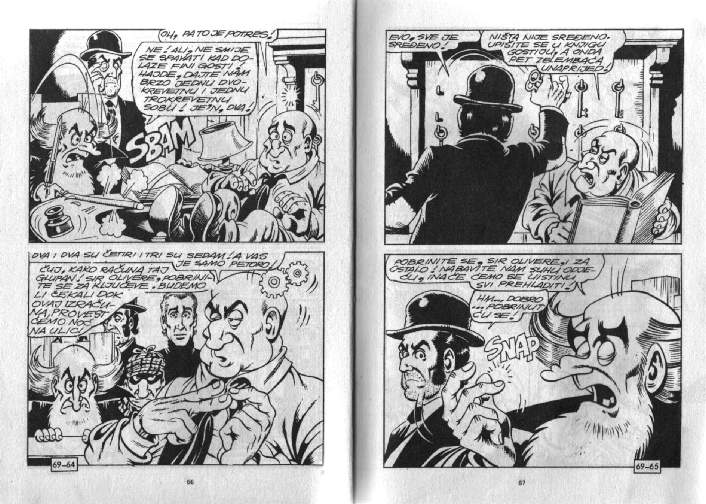 OH, PA TO JE POTRES!
NE! ALI, NE SMIJE
SE SPAVATI KAD DO-
LAZE FINI GOSTI!
HAJDE, DAJTE NAM
BRZO JEDNU DVO-
KREVETNU I JEDNU
TROKREVETNU
SOBU! JEDN, DVA!
SBAM
DVA I DVA SU ČETIRI I TRI SU SEDAM! A VAS
JE SAMO PETORO!
ČUJ, KAKO RAČUNA TAJ
GLUPAN! SIR OLIVERE, POBRINI-
TE SE ZA KLJUČEVE, BUDEMO
LI ČEKALI DOK
OVAJ IZRAČU-
NA, PROVEST
ĆEMO NOĆ
NA ULICI!
69-64
66
EVO, SVE JE
SREĐENO!
NIŠTA NIJE SREĐENO.
UPIŠITE SE U KNJIGU
GOSTIJU, A ONDA
PET ZELEMBAĆA
UNAPRIJED!
POBRINITE SE, SIR OLIVERE, I ZA
OSTALO! NABAVITE NAM SUHU ODJE-
ĆU, INAČE ĆEMO SE UISTINU
SVI PREHLADITI!
HM... DOBRO
... POBRINUT
ĆU SE!
SNAP
69-65
67